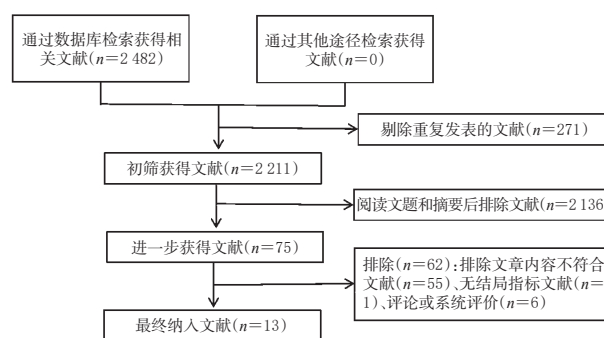 通过数据库检索获得相
关文献(n=2 482)
通过其他途径检索获得
文献(n=0)
剔除重复发表的文献(n=271)
初筛获得文献(n=2 211)
阅读文题和摘要后排除文献(n=2 136
进一步获得文献(n=75)
排除(n=62):排除文章内容不符合
文献(n=55)、无结局指标文献(n=
1)、评论或系统评价(n=6)
最终纳入文献(n=13)